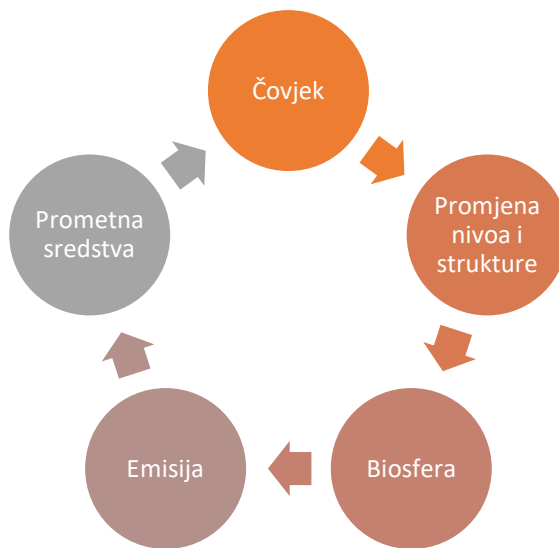 Čovjek
Promjena
nivoa i
strukture
Biosfera
Emisija
Prometna
sredstva